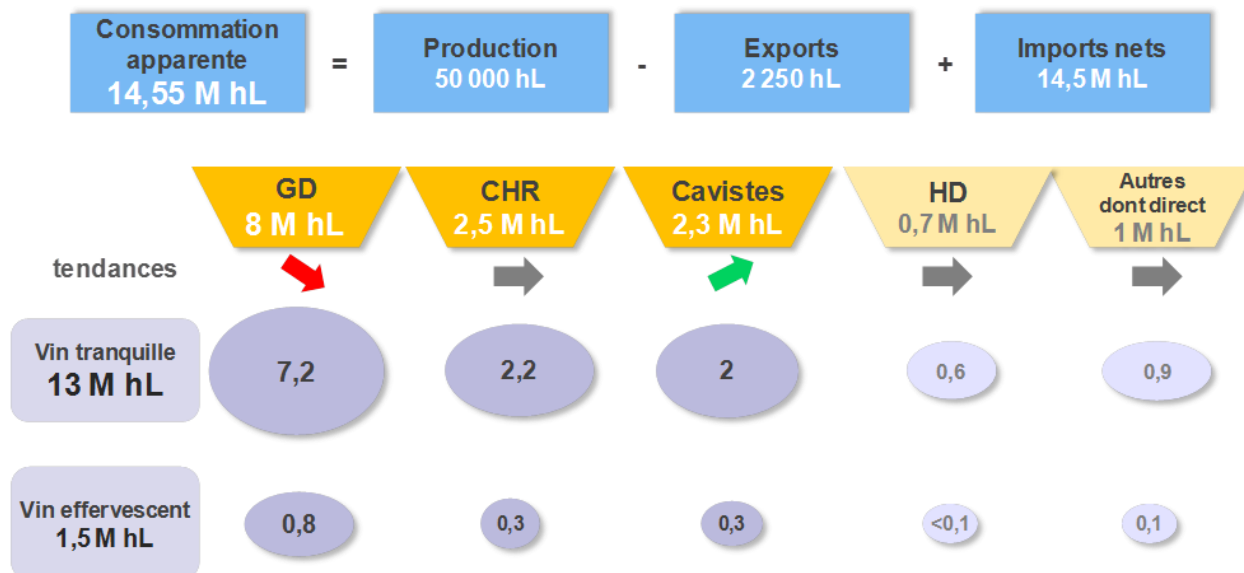 Consommation
apparente
14,55 M hL
=
Production
50 000 hL
-
Exports
2 250 hL
+
Imports nets
14,5 M hL
GD
8 M hL
CHR
2,5 M hL
Cavistes
2,3 M hL
HD
0,7 M hL
Autres
dont direct
1 M hL
tendances
Vin tranquille
13 M hL
7,2
2,2
2
0,6
0,9
Vin effervescent
1,5 M hL
0,8
0,3
0,3
<0,1
0,1